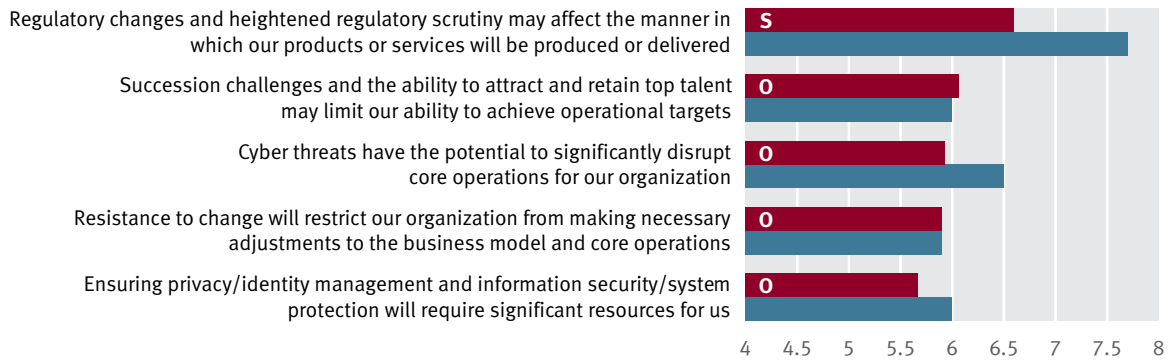 Regulatory changes and heightened regulatory scrutiny may affect the manner in
which our products or services will be produced or delivered
S
Succession challenges and the ability to attract and retain top talent
may limit our ability to achieve operational targets
O
Cyber threats have the potential to significantly disrupt
core operations for our organization
O
Resistance to change will restrict our organization from making necessary
adjustments to the business model and core operations
O
Ensuring privacy/identity management and information security/system
protection will require significant resources for us
O
4 4.5 5 5.5 6 6.5 7 7.5 8